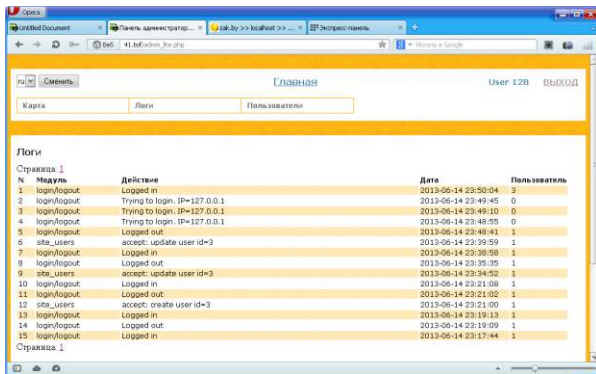 Opera
Untitled Document
Панель администратор...
zak.by >> localhost >> ...
Экспресс-панель
Веб
41.tof/admin_lite.php
Искать в Google
ru
Сменить
Главная
User 128
ВЫХОД
Карта Логи Пользователи
Логи
Страница: 1
N Модуль Действие Дата Пользователь
1 login/logout Logged in 2013-06-14 23:50:04 3
2 login/logout Trying to login. IP=127.0.0.1 2013-06-14 23:49:45 0
3 login/logout Trying to login. IP=127.0.0.1 2013-06-14 23:49:10 0
4 login/logout Trying to login. IP=127.0.0.1 2013-06-14 23:48:55 0
5 login/logout Logged out 2013-06-14 23:48:41 1
6 site_users accept: update user id=3 2013-06-14 23:39:59 1
7 login/logout Logged in 2013-06-14 23:38:58 1
8 login/logout Logged out 2013-06-14 23:35:35 1
9 site_users accept: update user id=3 2013-06-14 23:34:52 1
10 login/logout Logged in 2013-06-14 23:21:08 1
11 login/logout Logged out 2013-06-14 23:21:02 1
12 site_users accept: create user id=3 2013-06-14 23:21:00 1
13 login/logout Logged in 2013-06-14 23:19:13 1
14 login/logout Logged out 2013-06-14 23:19:09 1
15 login/logout Logged in 2013-06-14 23:17:44 1
Страница: 1